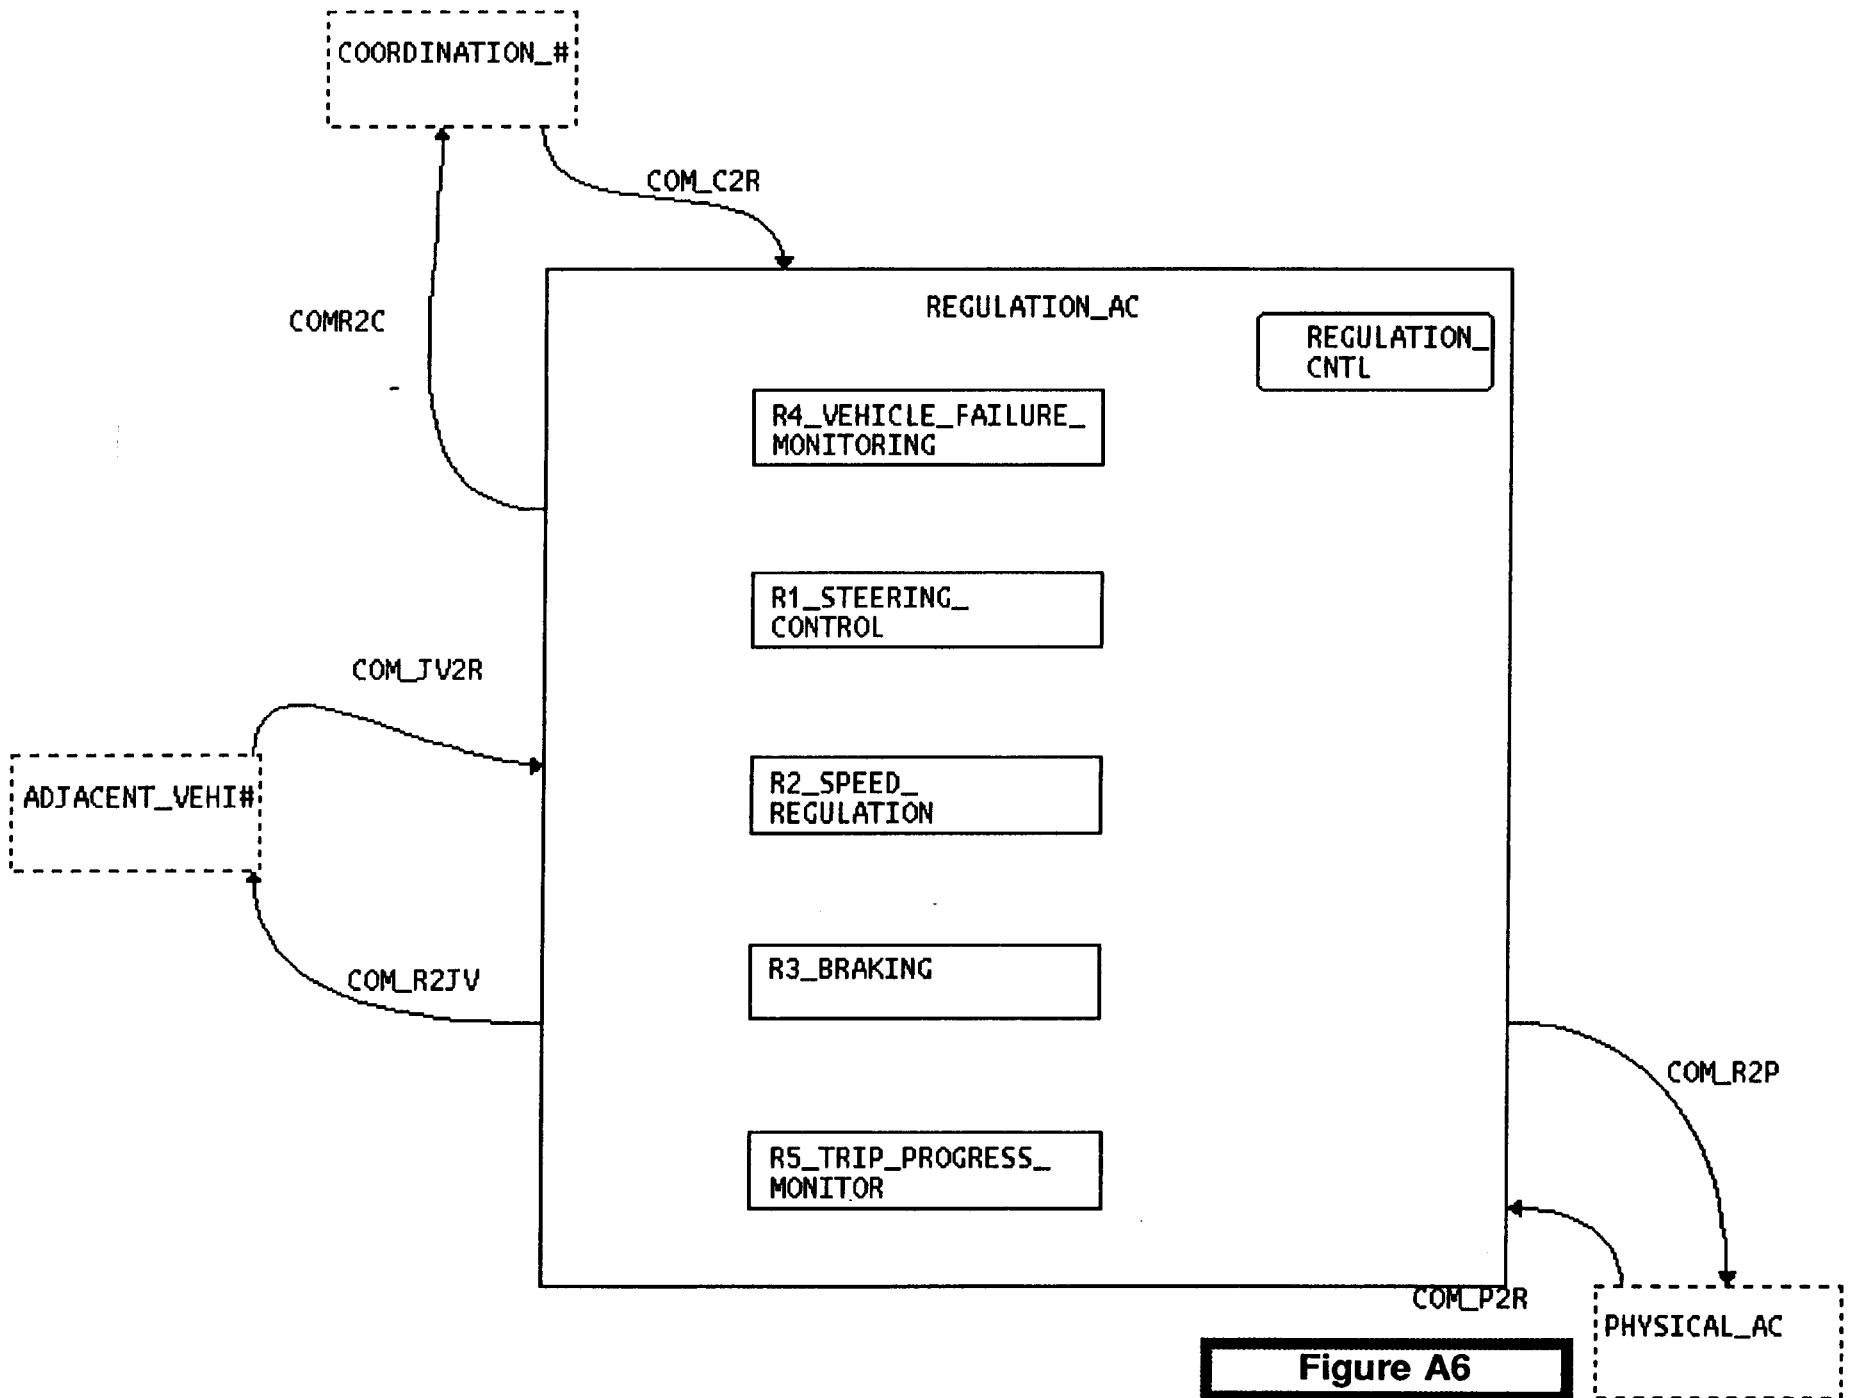 COORDINATION_#
COM_C2R
REGULATION_AC
COMR2C
REGULATION_
CNTL
R4_VEHICLE_FAILURE_
MONITORING
R1_STEERING_
CONTROL
COM_JV2R
R2_SPEED_
REGULATION
ADJACENT_VEHI#
R3_BRAKING
COM_R2JV
COM_R2P
R5_TRIP_PROGRESS_
MONITOR
COM_P2R
PHYSICAL_AC
Figure A6